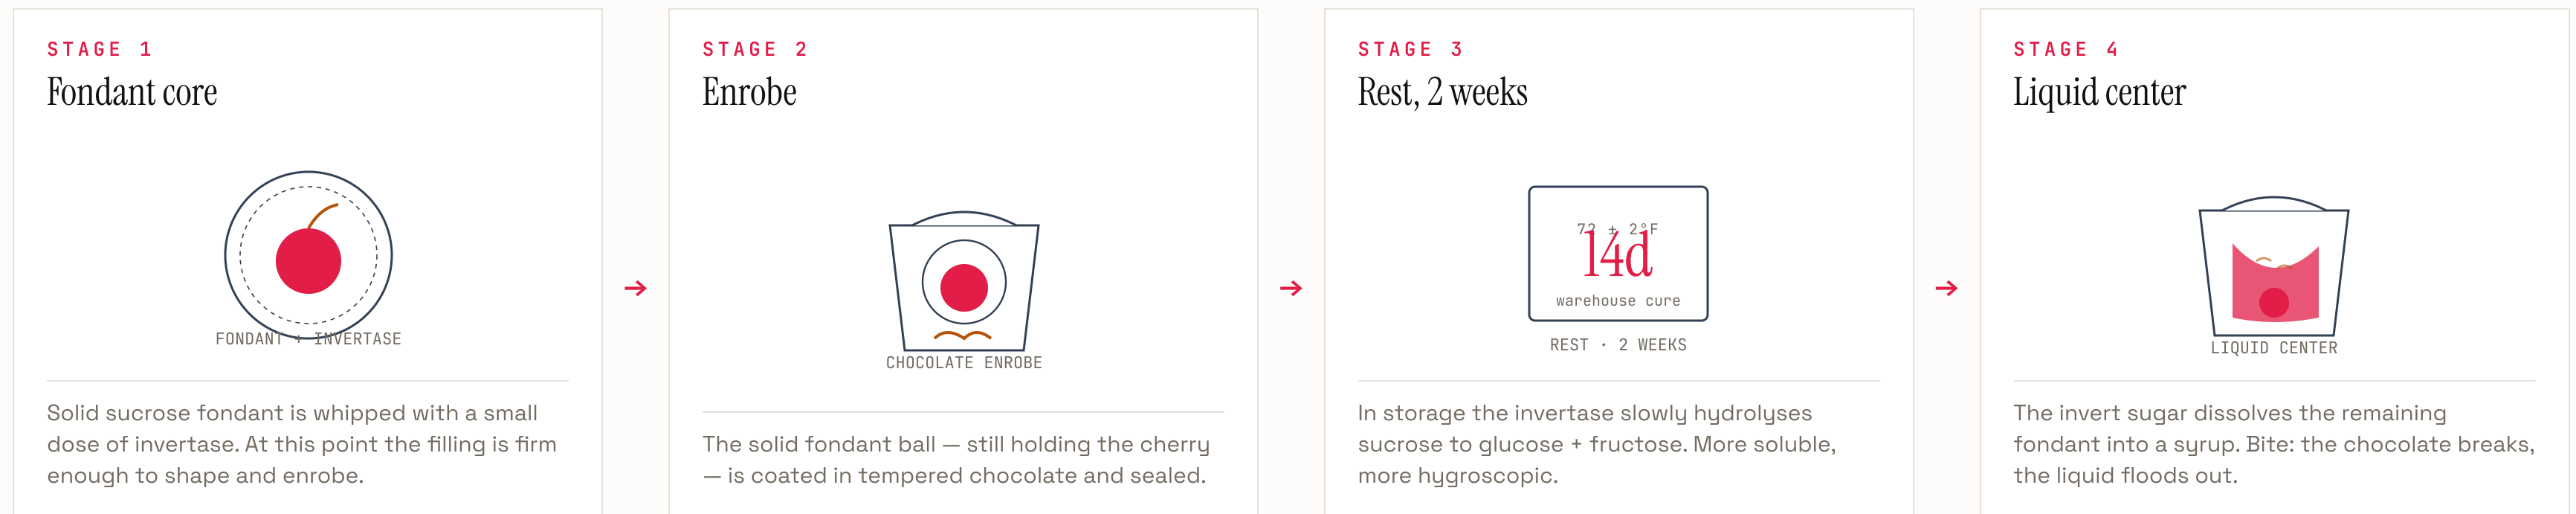 STAGE 1
Fondant core
FONDANT + INVERTASE
Solid sucrose fondant is whipped with a small
dose of invertase. At this point the filling is firm
enough to shape and enrobe.
→
STAGE 2
Enrobe
CHOCOLATE ENROBE
The solid fondant ball — still holding the cherry
— is coated in tempered chocolate and sealed.
→
STAGE 3
Rest, 2 weeks
72 ± 2°F
14d
warehouse cure
REST · 2 WEEKS
In storage the invertase slowly hydrolyses
sucrose to glucose + fructose. More soluble,
more hygroscopic.
→
STAGE 4
Liquid center
LIQUID CENTER
The invert sugar dissolves the remaining
fondant into a syrup. Bite: the chocolate breaks,
the liquid floods out.